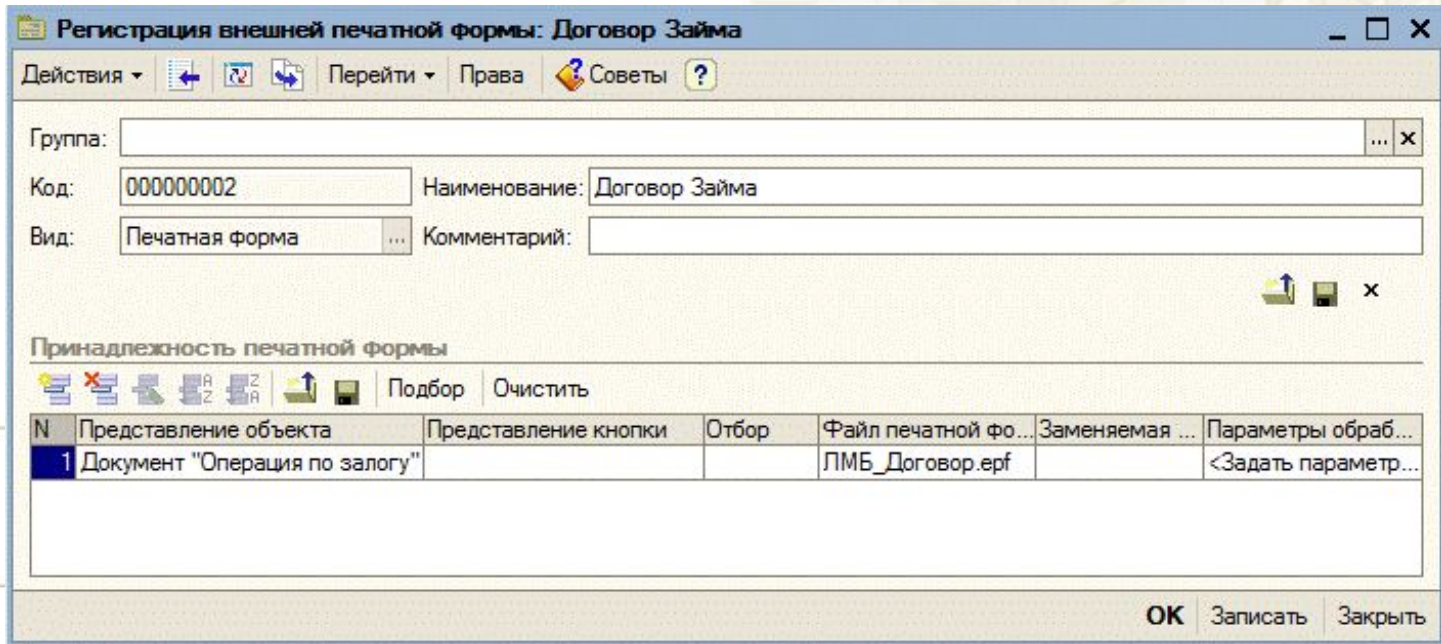 Регистрация внешней печатной формы: Договор Займа
Действия Перейти Права Советы ?
Группа: ...
Код: 000000002 Наименование: Договор Займа
Вид: Печатная форма ... Комментарий:
Принадлежность печатной формы
Подбор Очистить
N Представление объекта Представление кнопки Отбор Файл печатной фо... Заменяемая ... Параметры обраб...
1 Документ "Операция по залогу" ЛМБ_Договор.epf <Задать параметр...
OK Записать Закрыть